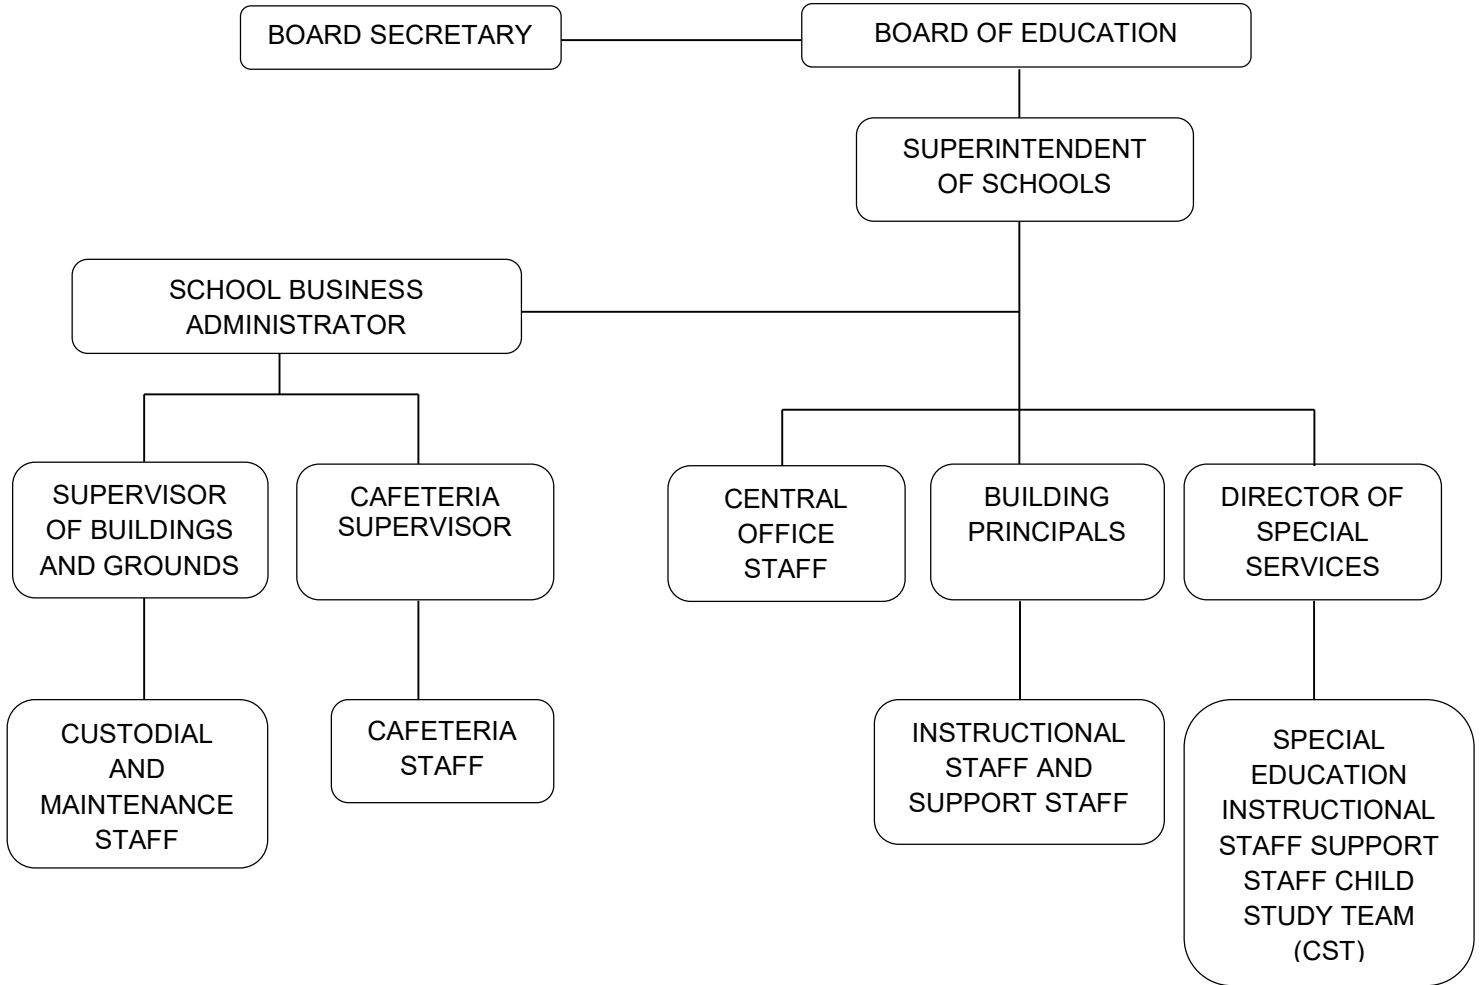 BOARD SECRETARY
BOARD OF EDUCATION
SUPERINTENDENT
OF SCHOOLS
SCHOOL BUSINESS
ADMINISTRATOR
SUPERVISOR
OF BUILDINGS
AND GROUNDS
CAFETERIA
SUPERVISOR
CENTRAL
OFFICE
STAFF
BUILDING
PRINCIPALS
DIRECTOR OF
SPECIAL
SERVICES
CUSTODIAL
AND
MAINTENANCE
STAFF
CAFETERIA
STAFF
INSTRUCTIONAL
STAFF AND
SUPPORT STAFF
SPECIAL
EDUCATION
INSTRUCTIONAL
STAFF SUPPORT
STAFF CHILD
STUDY TEAM
(CST)